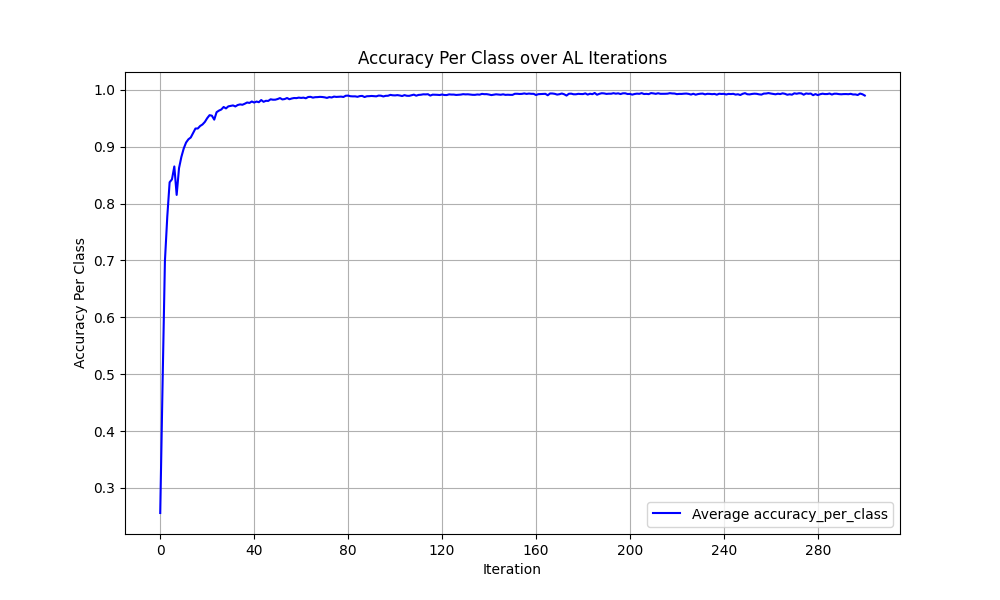 Accuracy Per Class over AL Iterations
1.0
0.9
0.8
0.7
0.6
0.5
0.4
0.3
Accuracy Per Class
Average accuracy_per_class
0 40 80 120 160 200 240 280
Iteration